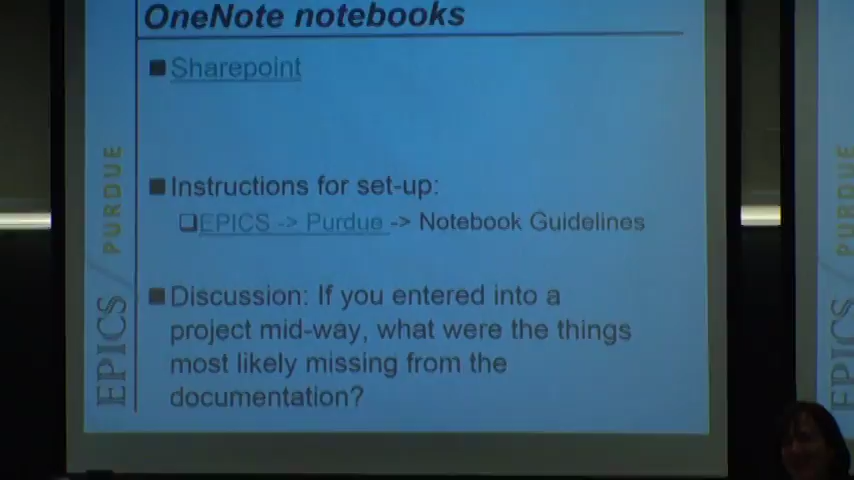 OneNote notebooks
Sharepoint
Instructions for set-up:
EPICS -> Purdue -> Notebook Guidelines
Discussion: If you entered into a
project mid-way, what were the things
most likely missing from the
documentation?
EPICS / PURDUE
EPICS / PURDUE